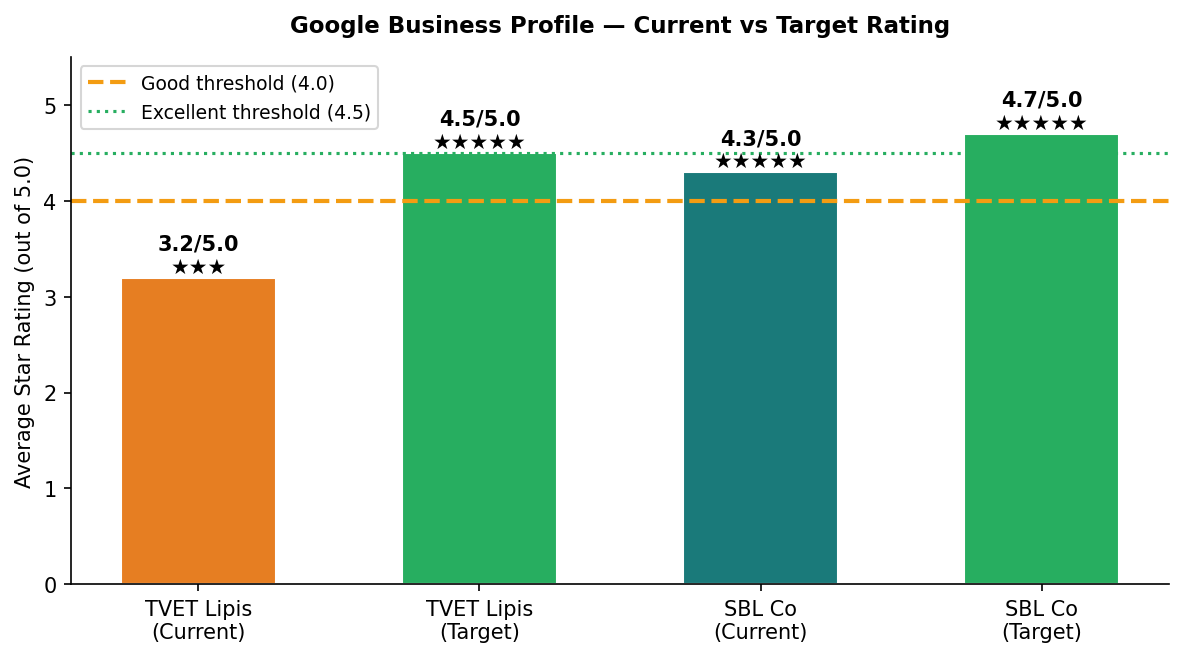 Google Business Profile — Current vs Target Rating
Good threshold (4.0)
Excellent threshold (4.5)
Average Star Rating (out of 5.0)
5
4
3
2
1
0
3.2/5.0
★★★
4.5/5.0
★★★★★
4.3/5.0
★★★★★
4.7/5.0
★★★★★
TVET Lipis
(Current)
TVET Lipis
(Target)
SBL Co
(Current)
SBL Co
(Target)